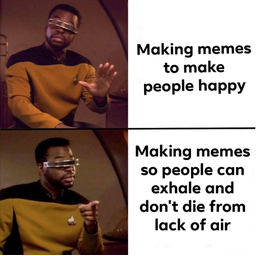 Making memes
to make
people happy
Making memes
so people can
exhale and
don't die from
lack of air